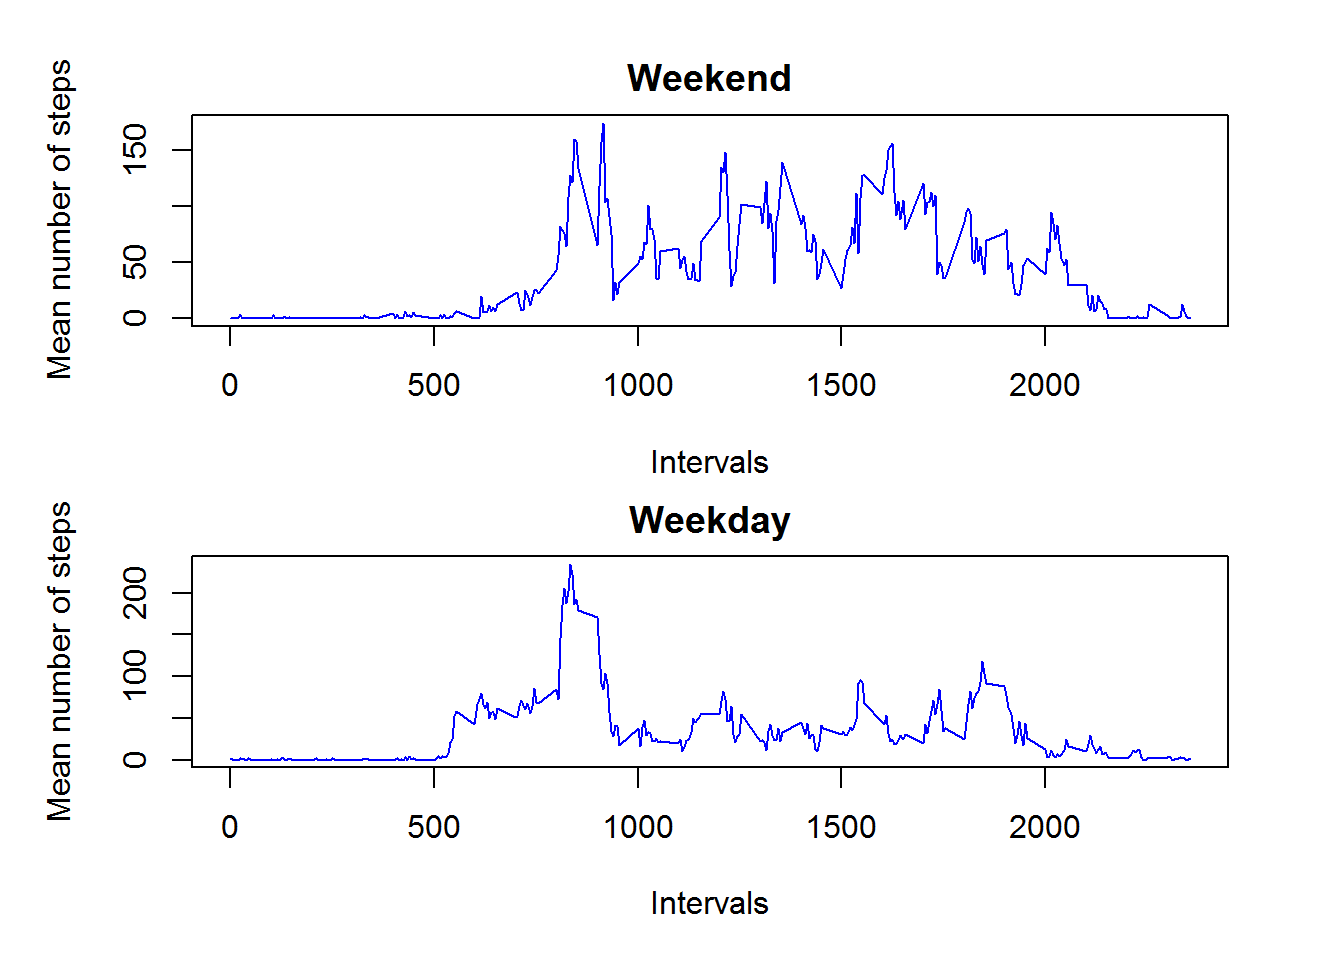 Weekend
Mean number of steps
150
50
0
0 500 1000 1500 2000
Intervals
Weekday
Mean number of steps
200
100
0
0 500 1000 1500 2000
Intervals